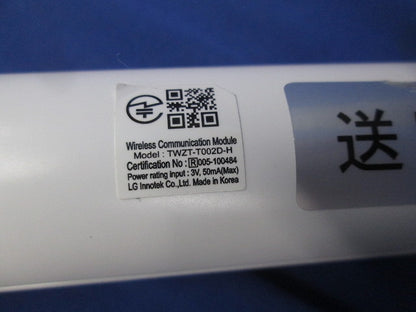 Wireless Communication Module
Model : TWZT-T002D-H
Certification No : R005-100484
Power rating Input : 3V, 50mA(Max)
LG Innotek Co.,Ltd. Made in Korea
送